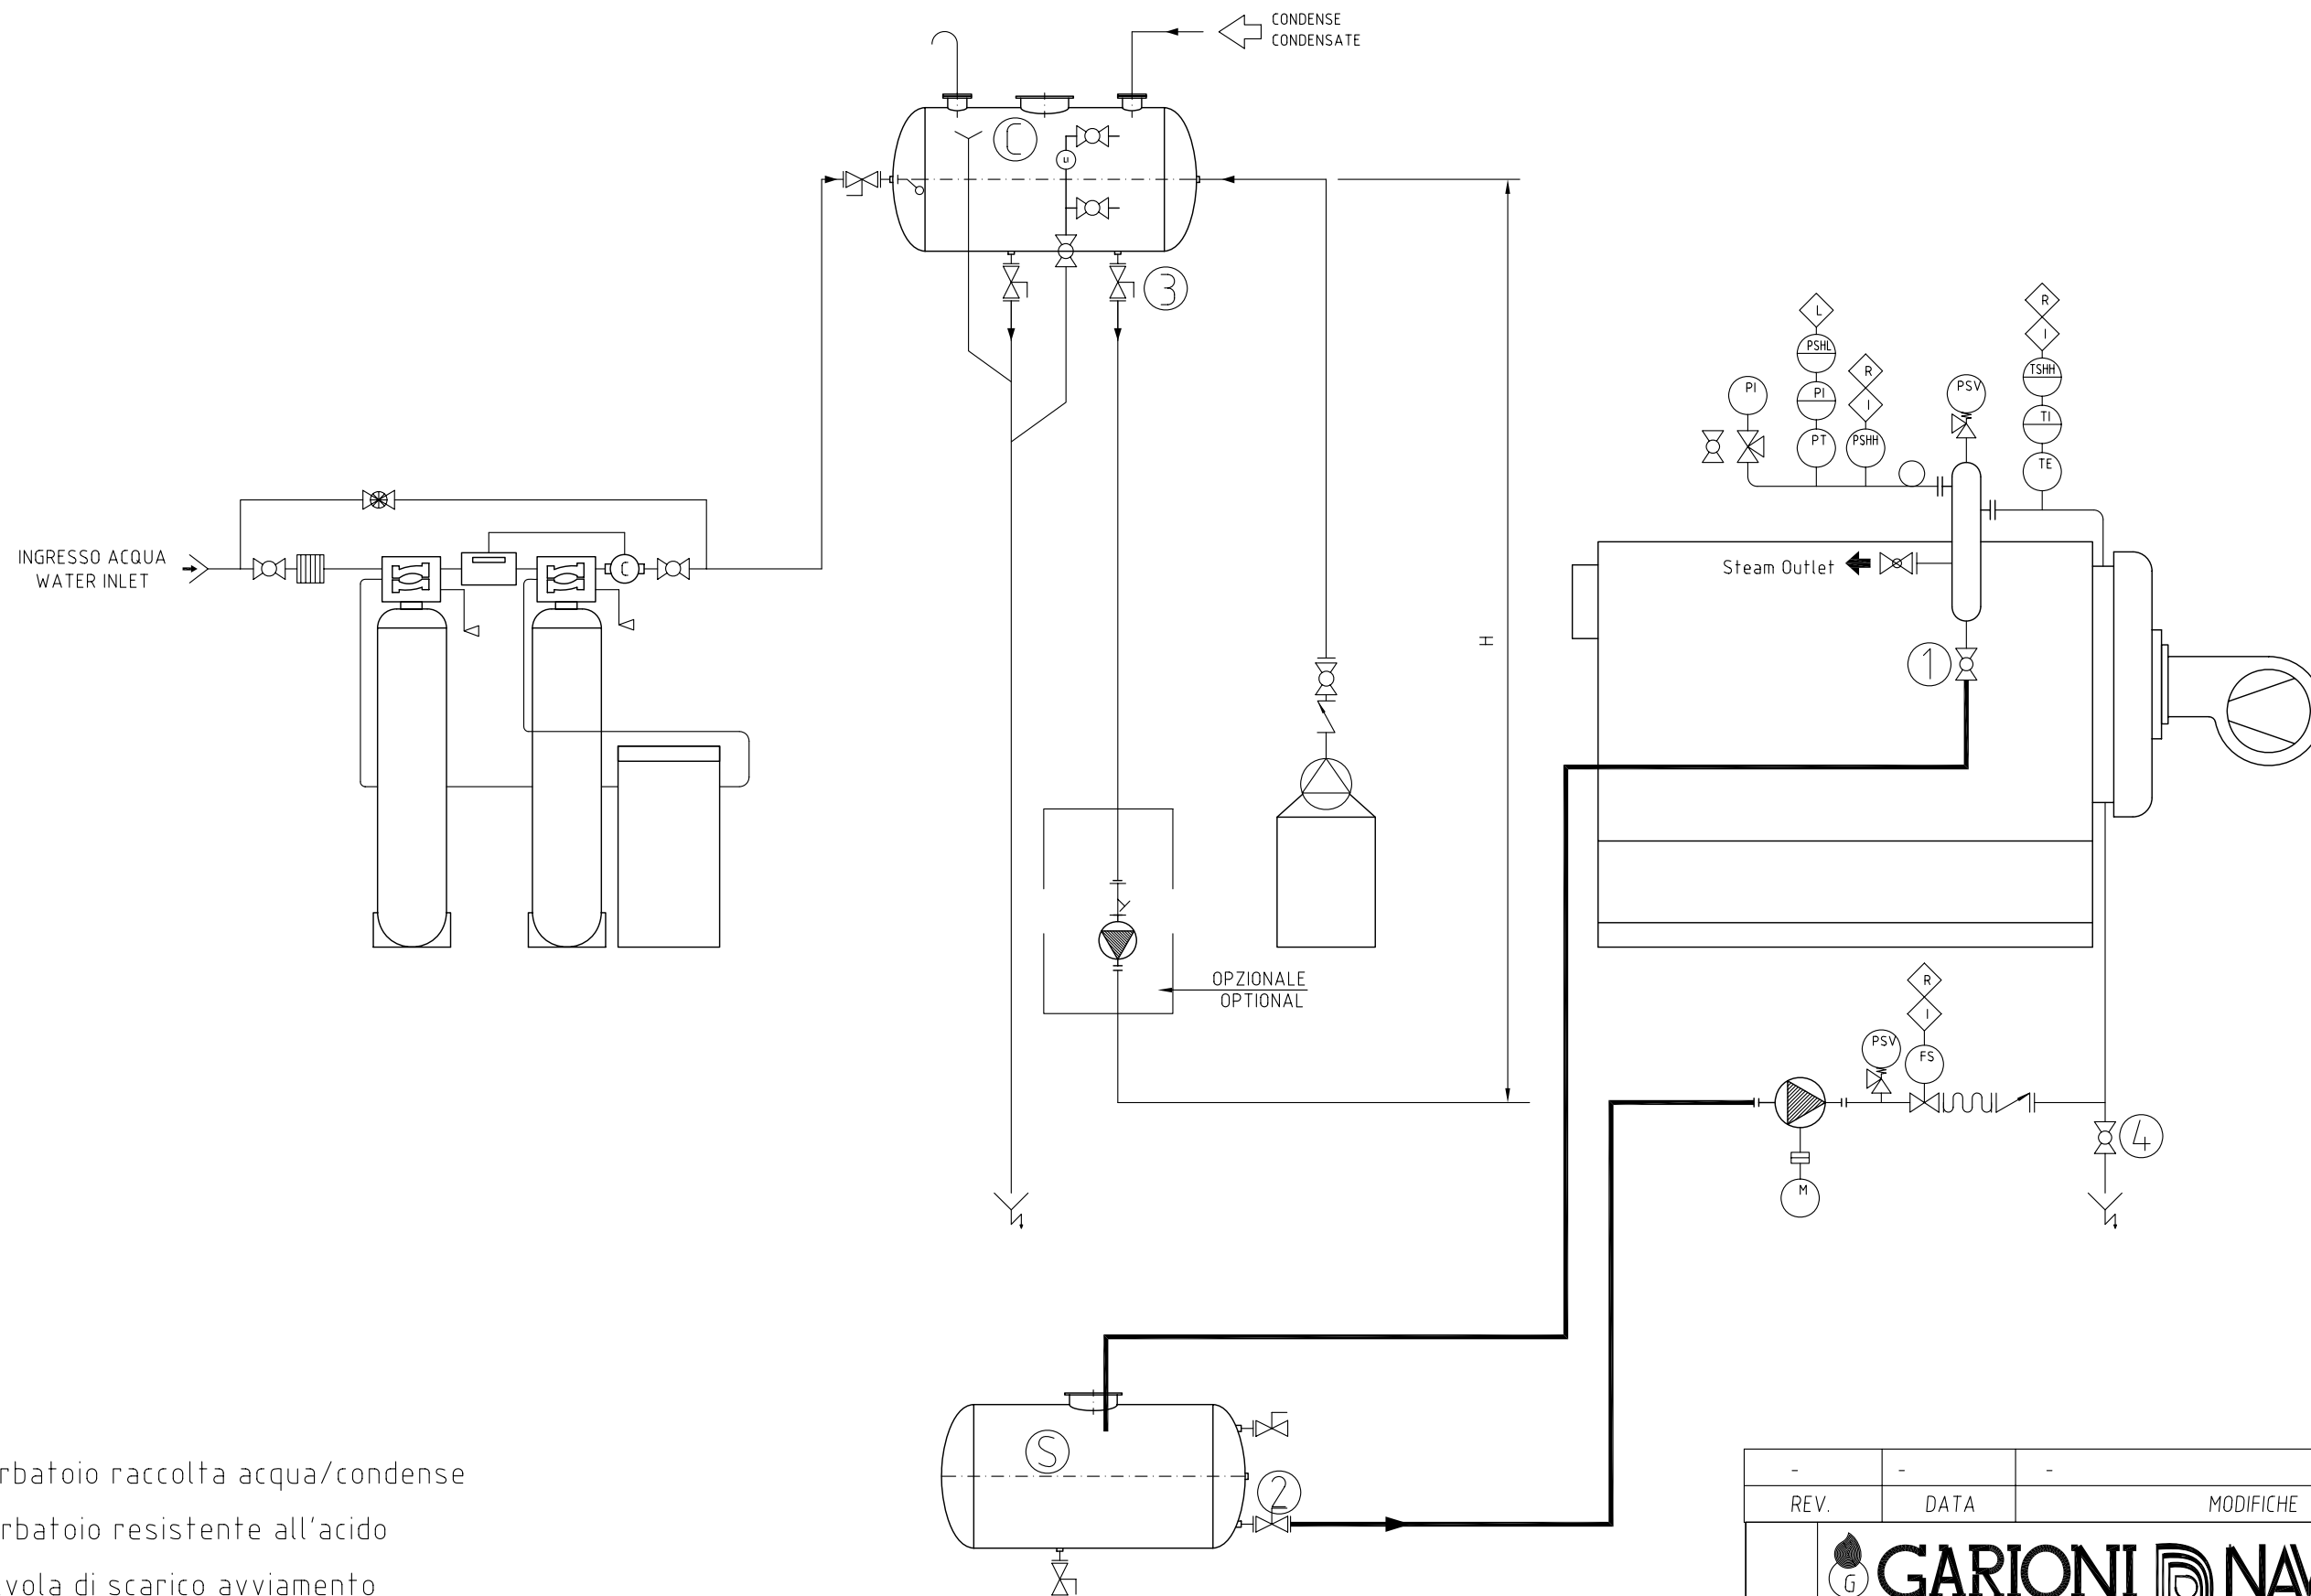 CONDENSE
CONDENSATE
C
LI
3
L
PSHL
PI
PI
PT
R
I
PSHH
PSV
R
I
TSHH
TI
TE
INGRESSO ACQUA
WATER INLET
C
Steam Outlet
H
1
OPZIONALE
OPTIONAL
R
I
FS
PSV
M
4
S
2
rbatoio raccolta acqua/condense
rbatoio resistente all'acido
vola di scarico avviamento
- - -
REV. DATA MODIFICHE
G GARIONI NAV